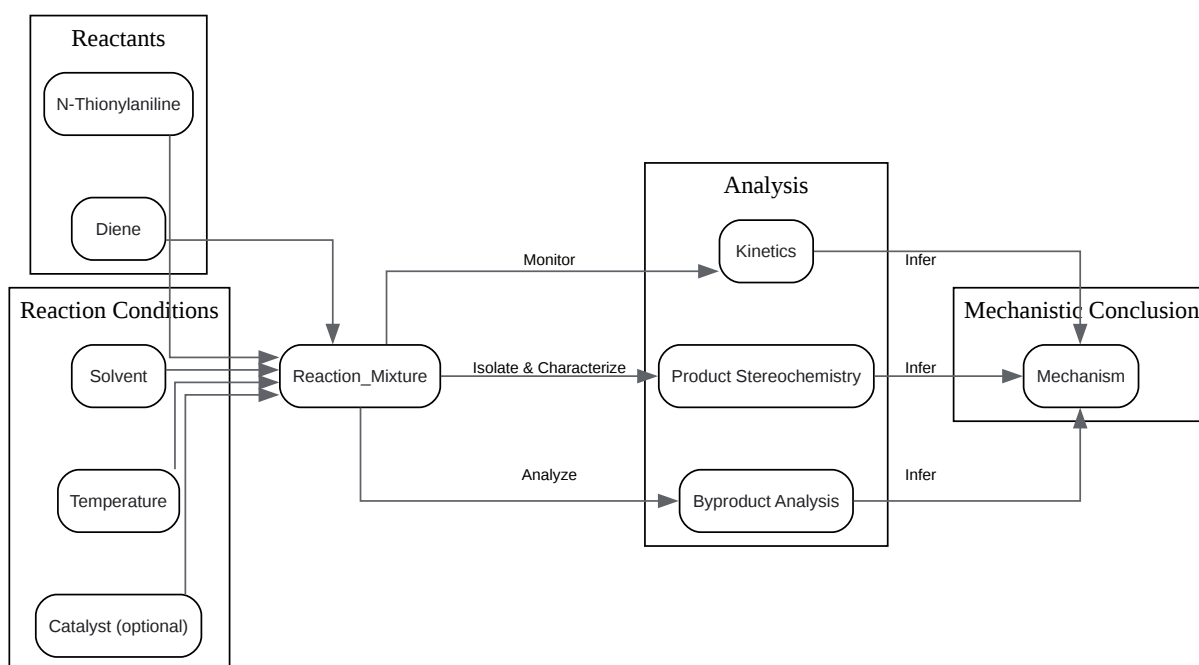 Reactants
N-Thionylaniline
Diene
Reaction Conditions
Solvent
Temperature
Catalyst (optional)
Reaction_Mixture
Monitor
Isolate & Characterize
Analyze
Analysis
Kinetics
Product Stereochemistry
Byproduct Analysis
Infer
Infer
Infer
Mechanistic Conclusion
Mechanism